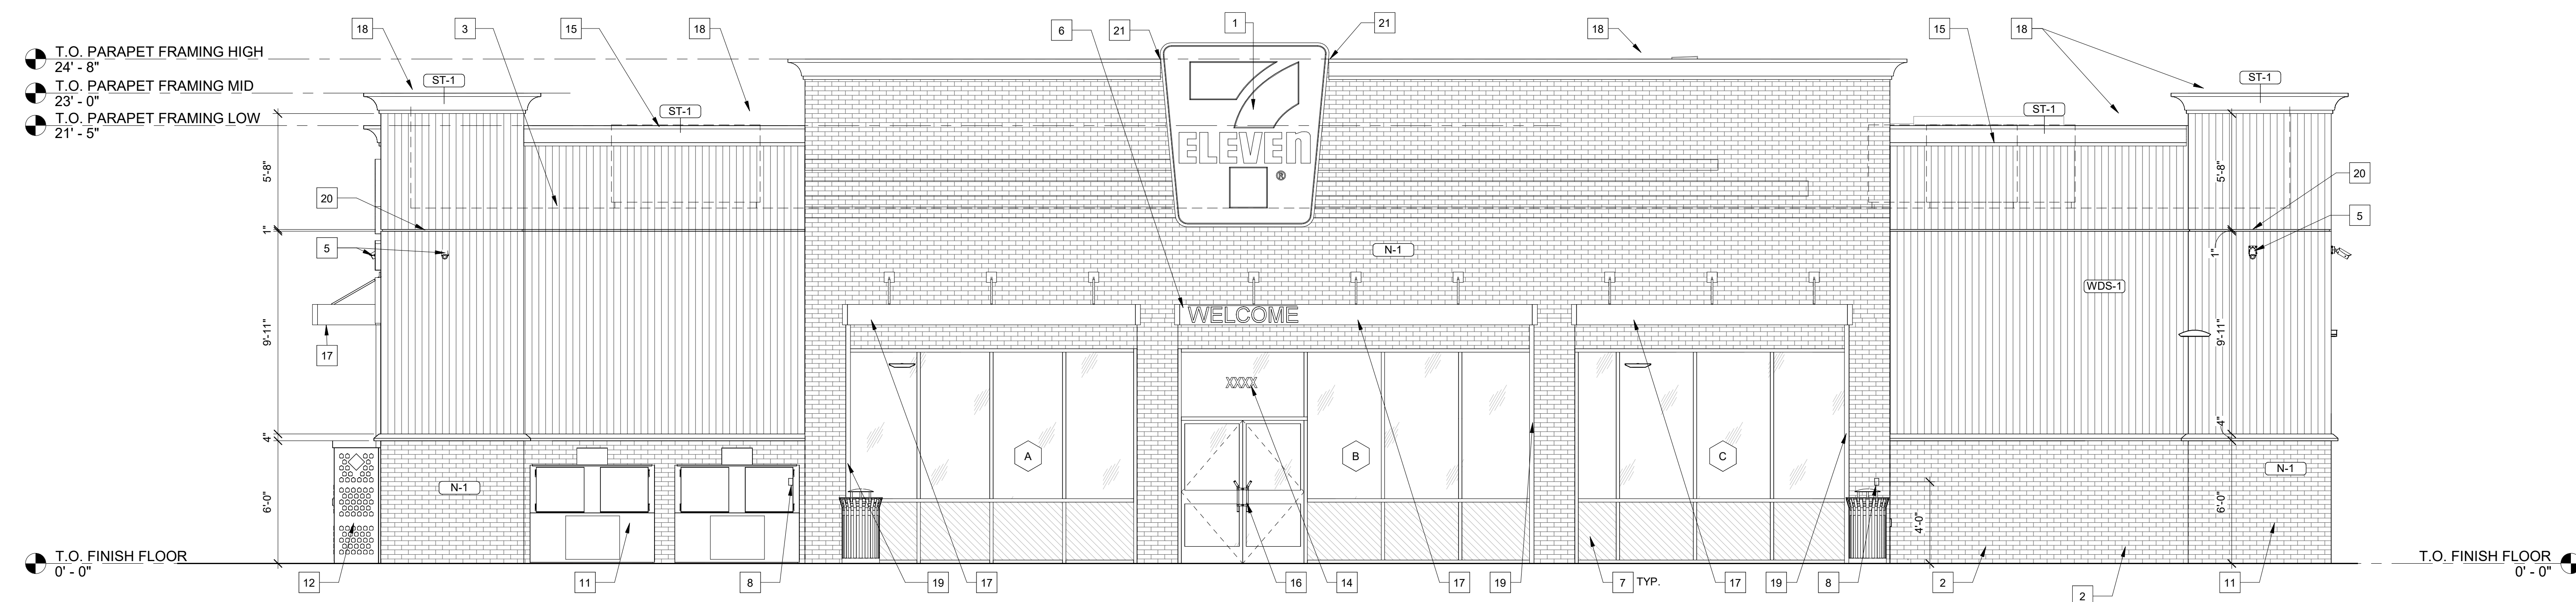 18
3
15
18
6
21
1
21
18
15
18
T.O. PARAPET FRAMING HIGH
24' - 8"
T.O. PARAPET FRAMING MID
23' - 0"
T.O. PARAPET FRAMING LOW
21' - 5"
ST-1
ST-1
ST-1
ST-1
7
ELEVEn
®
5'-8"
5'-8"
20
20
1"
1"
5
5
N-1
WDS-1
WELCOME
17
9'-11"
9'-11"
XXXX
A
B
C
4"
4"
N-1
N-1
6'-0"
4'-0"
6'-0"
T.O. FINISH FLOOR
0' - 0"
T.O. FINISH FLOOR
0' - 0"
12
11
8
19
17
16
14
17
19
7 TYP.
17
19
8
2
2
11